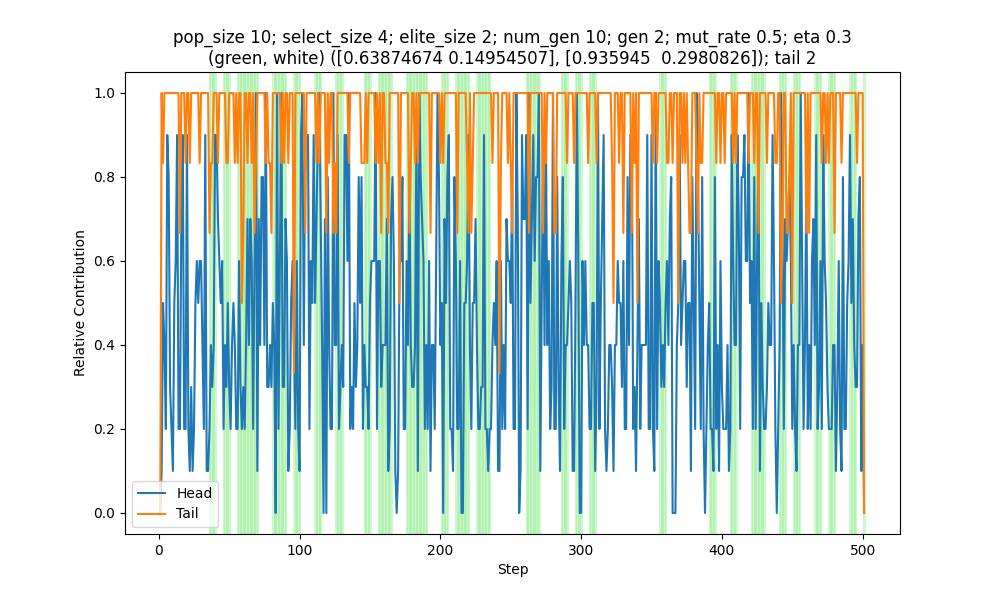 pop_size 10; select_size 4; elite_size 2; num_gen 10; gen 2; mut_rate 0.5; eta 0.3
(green, white) ([0.63874674 0.14954507], [0.935945  0.2980826]); tail 2
1.0
0.8
0.6
0.4
0.2
0.0
Relative Contribution
Head
Tail
0
100
200
300
400
500
Step